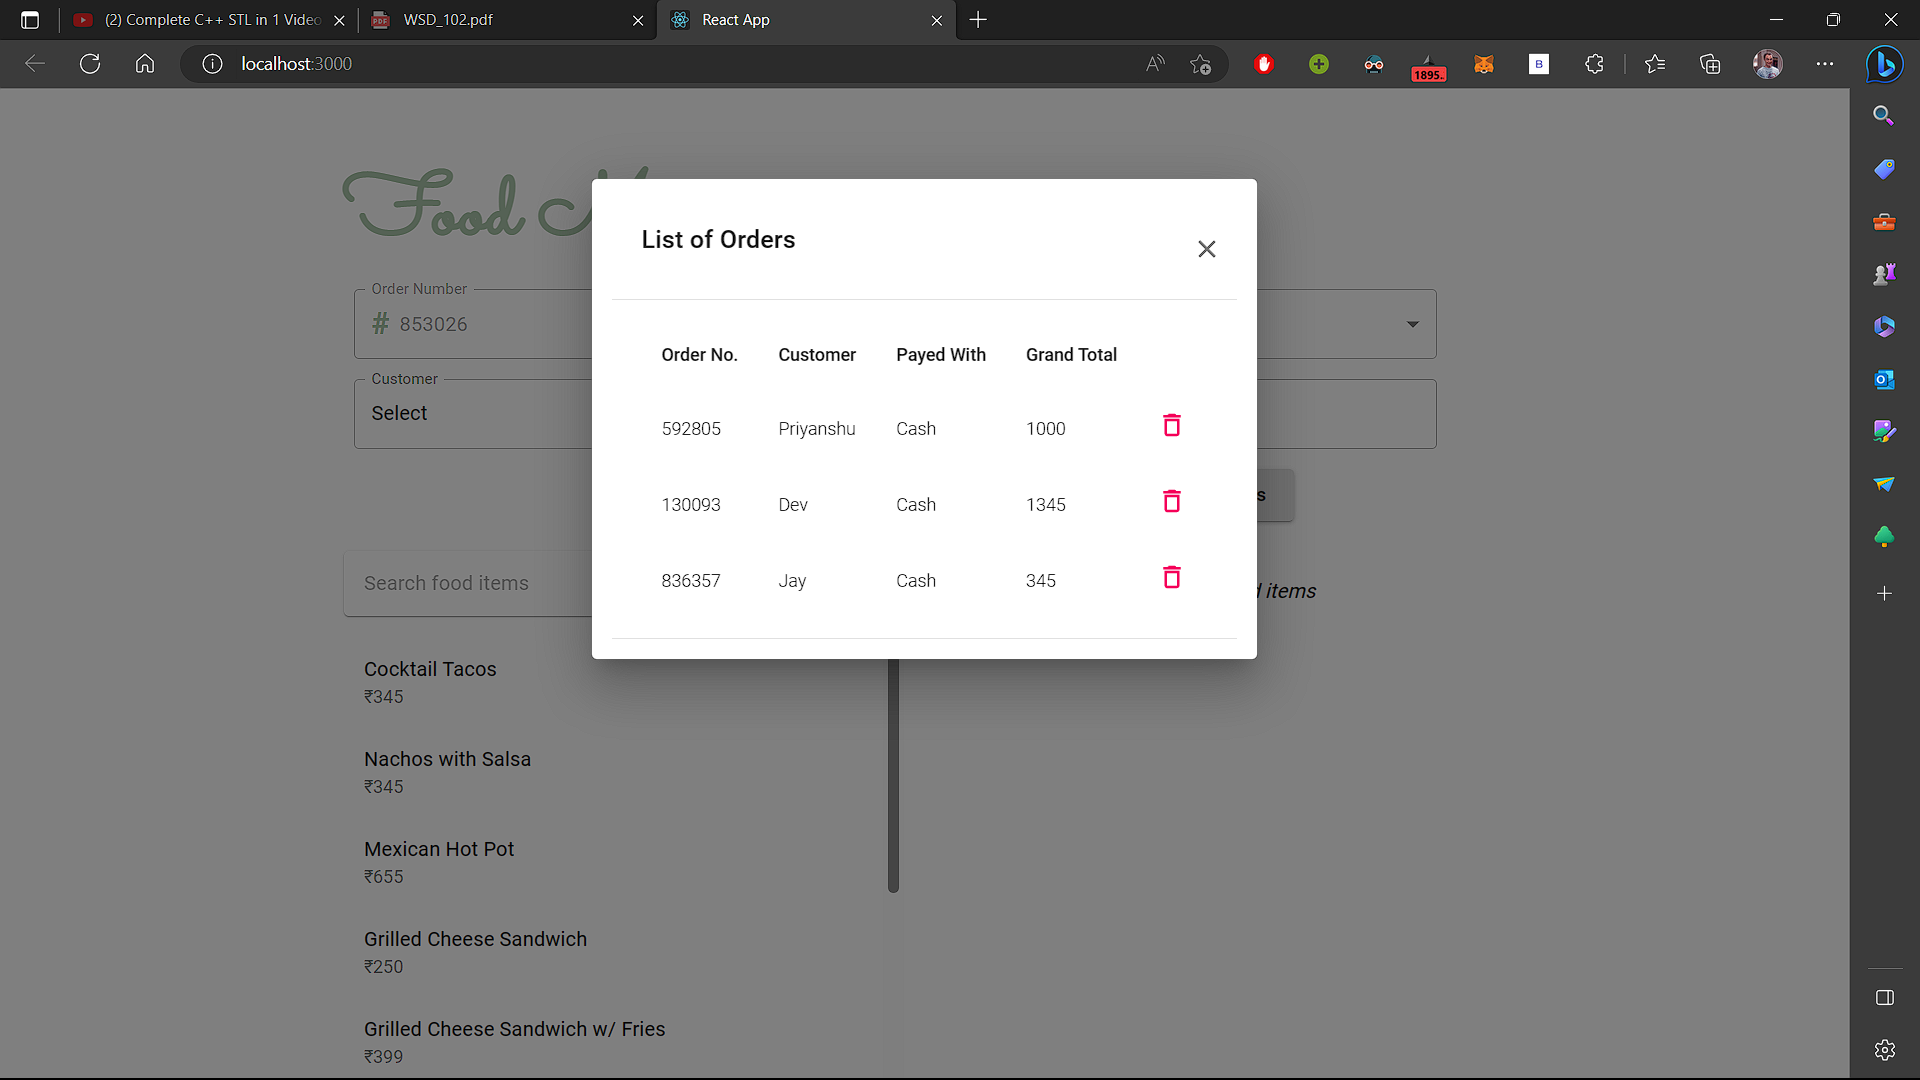 (2) Complete C++ STL in 1 Video
WSD_102.pdf
React App
localhost:3000
1895.
B
Food M
List of Orders
Order Number
# 853026
Customer
Select
Order No. Customer Payed With Grand Total
592805 Priyanshu Cash 1000
130093 Dev Cash 1345
836357 Jay Cash 345
s
Search food items
items
Cocktail Tacos
₹345
Nachos with Salsa
₹345
Mexican Hot Pot
₹655
Grilled Cheese Sandwich
₹250
Grilled Cheese Sandwich w/ Fries
₹399